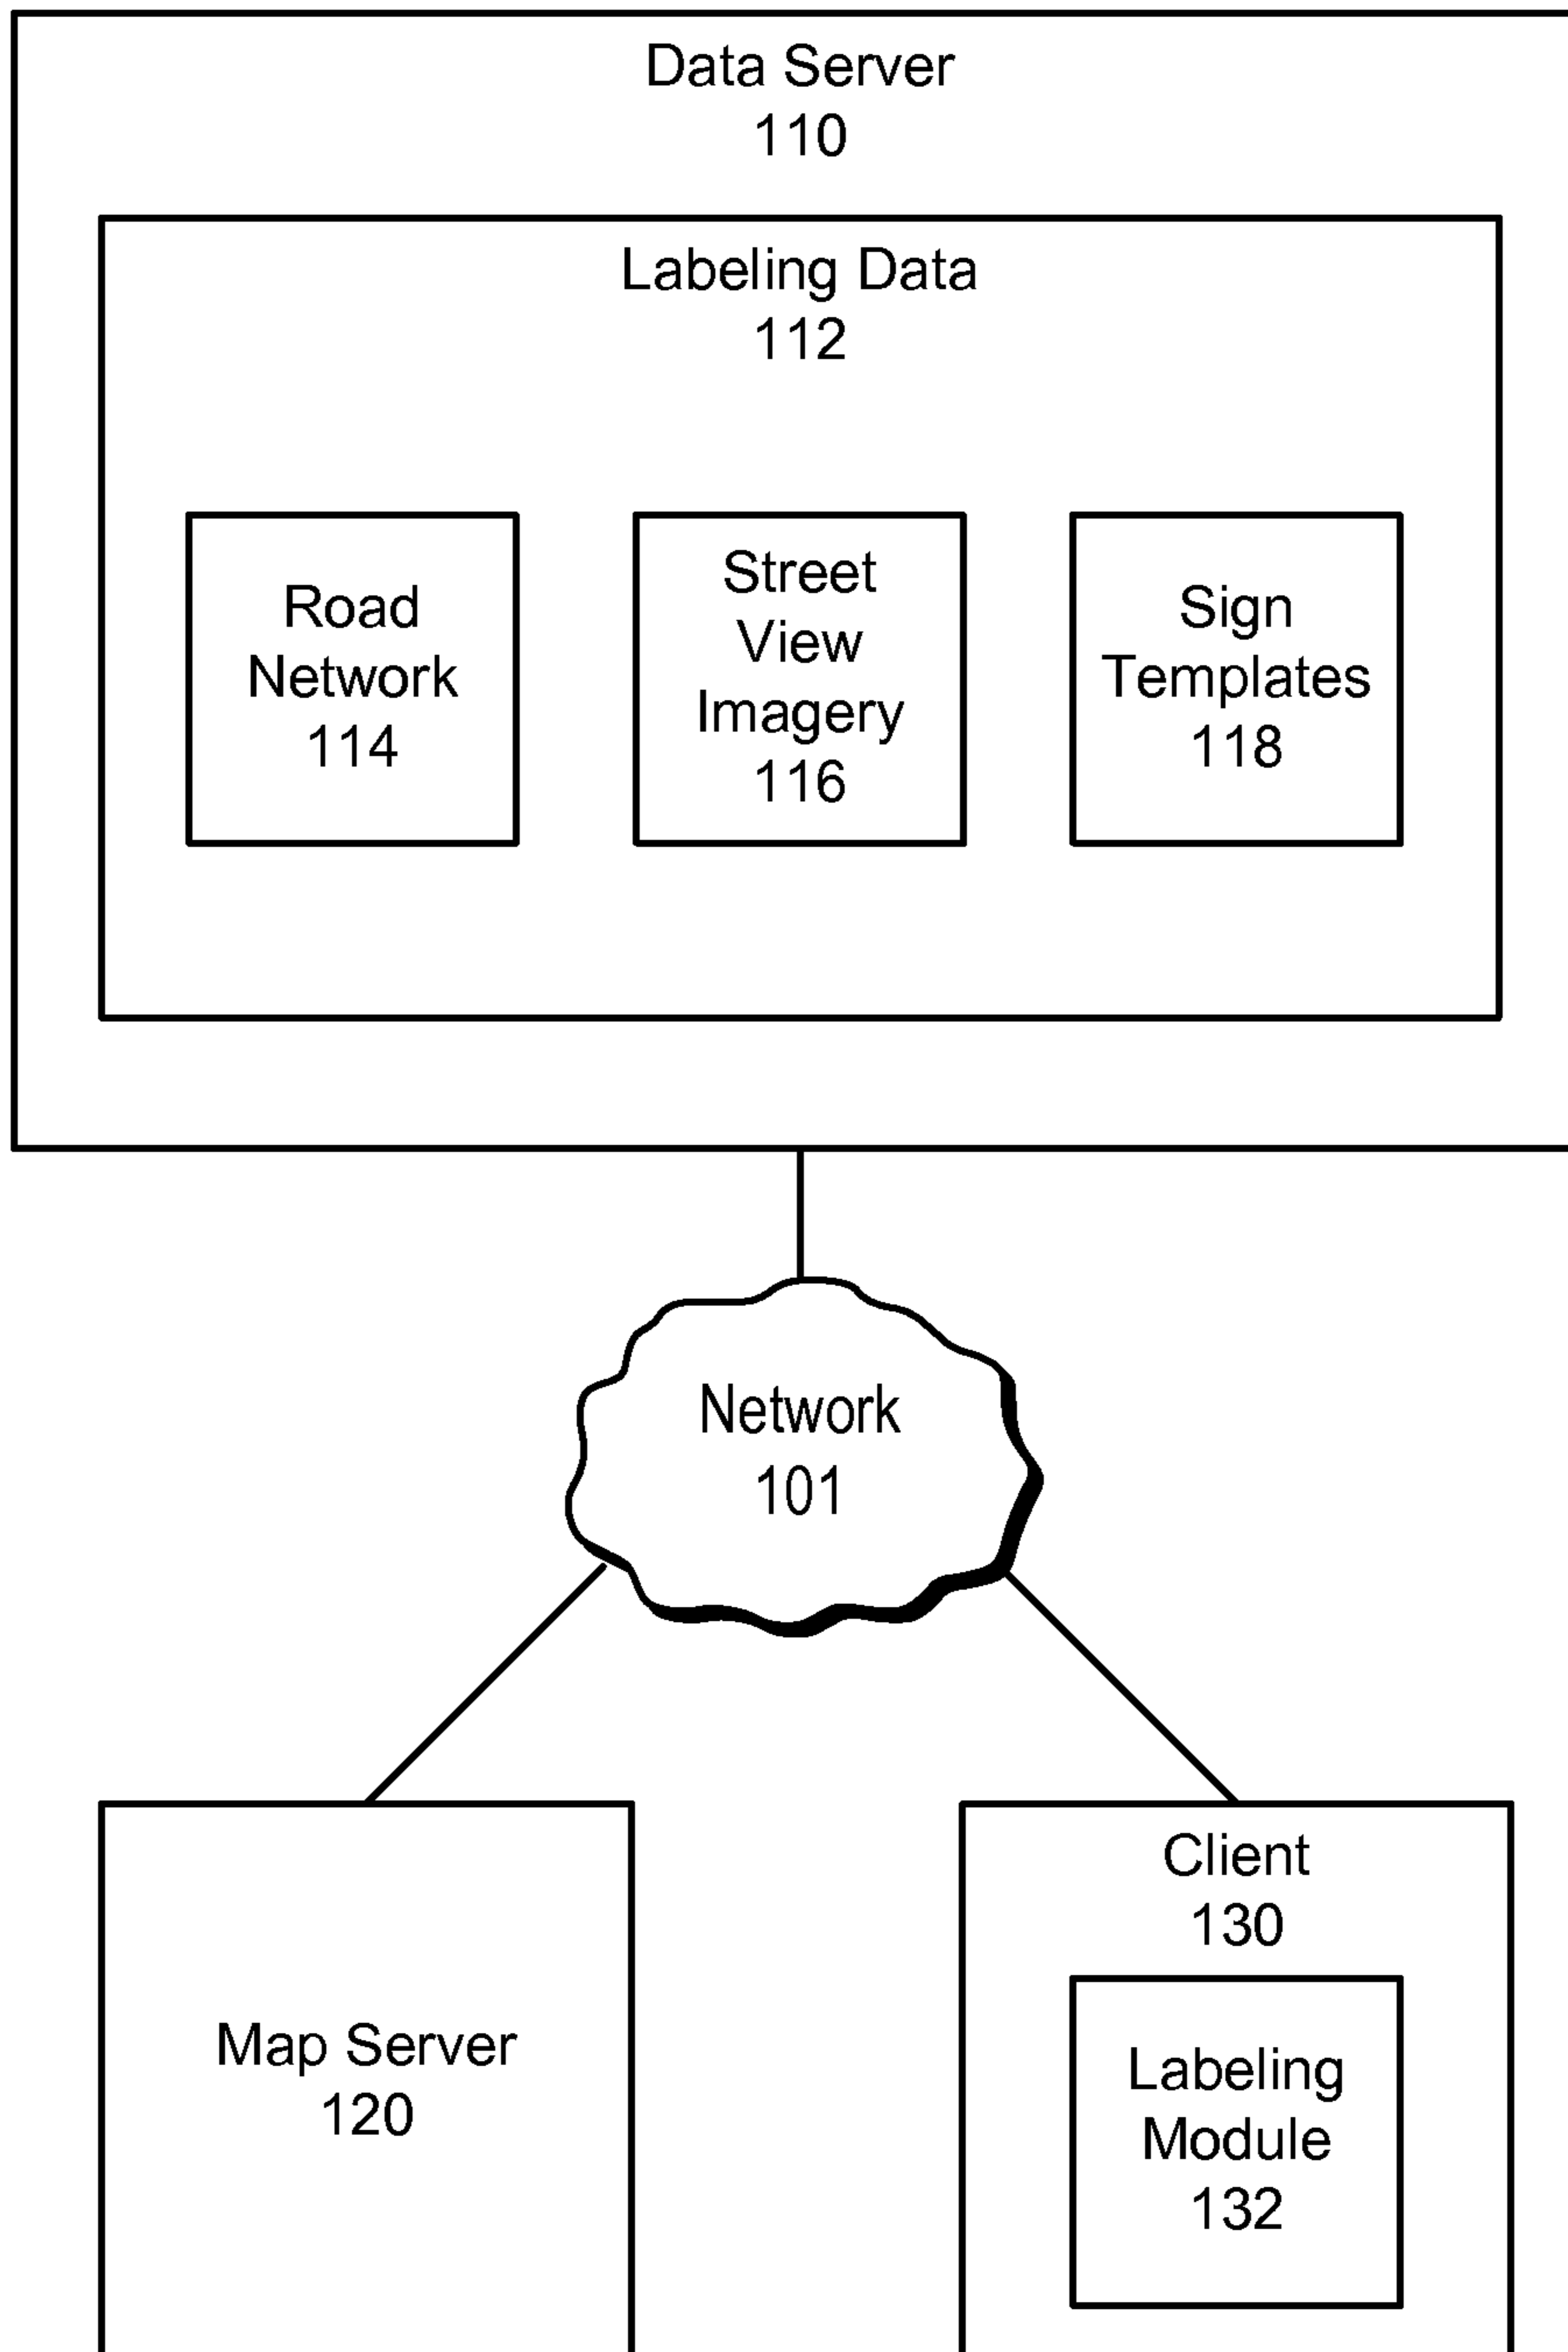 Data Server
110
Labeling Data
112
Road
Network
114
Street
View
Imagery
116
Sign
Templates
118
Network
101
Map Server
120
Client
130
Labeling
Module
132